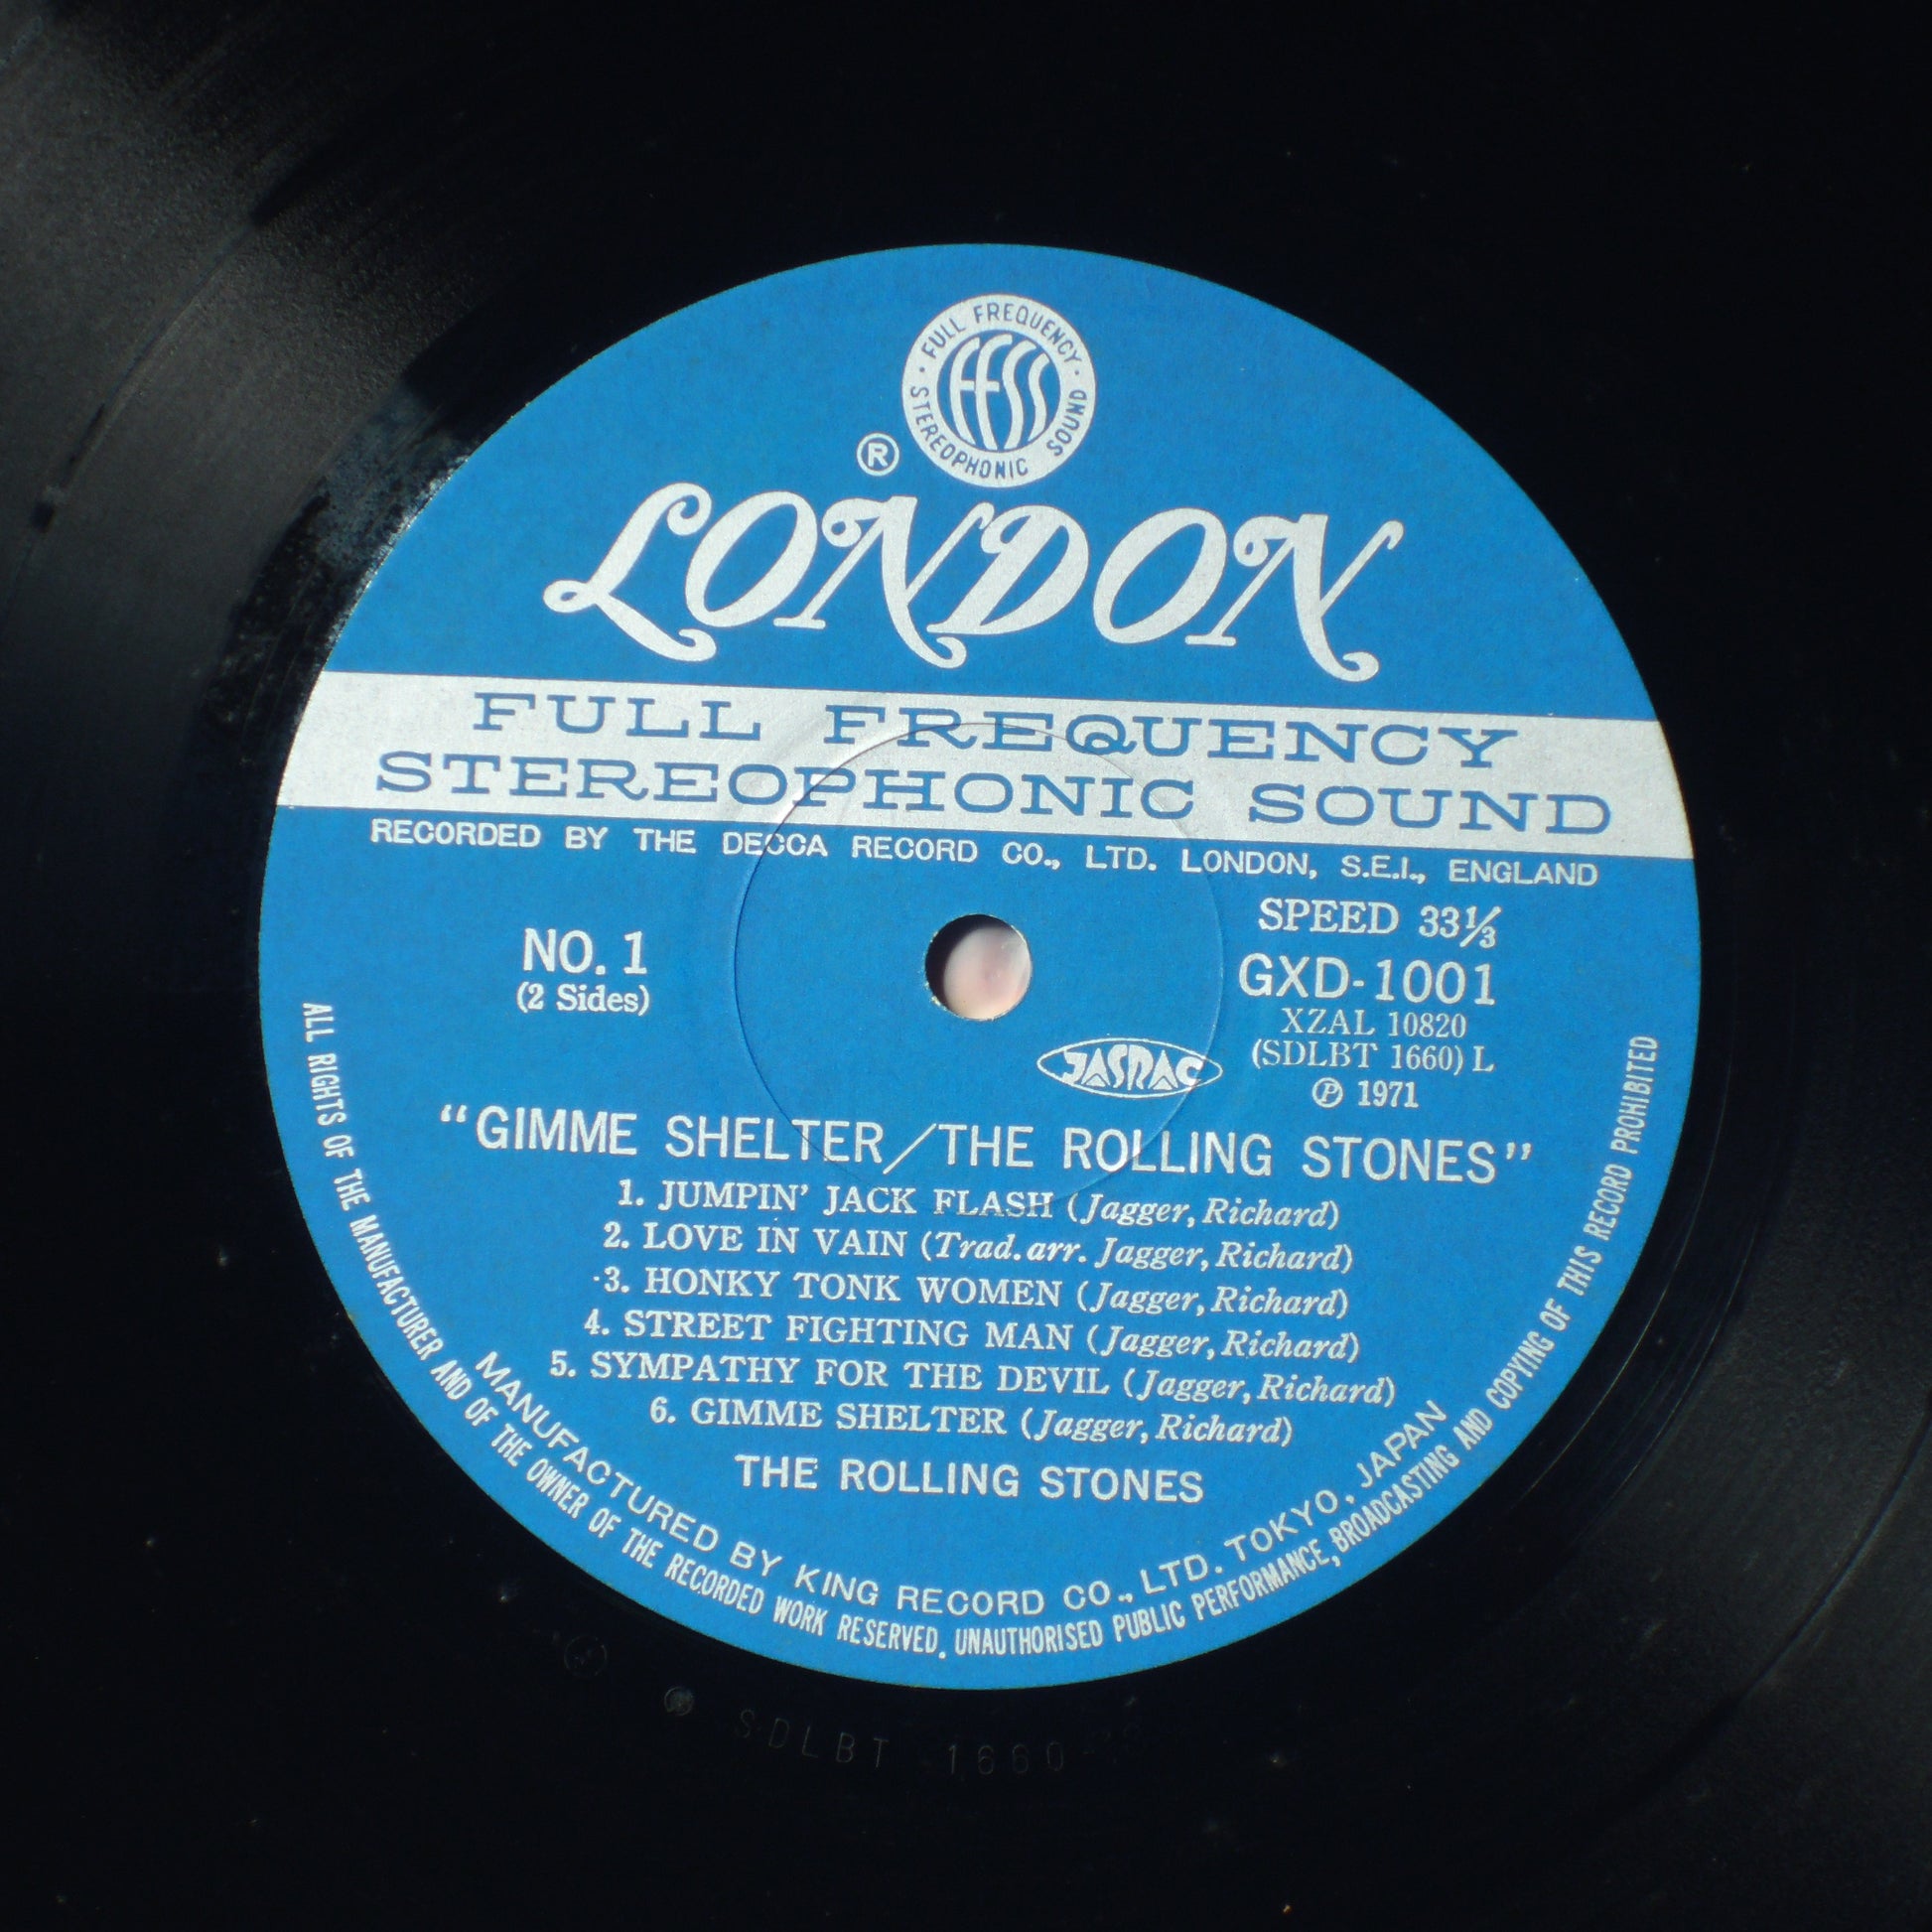 FULL FREQUENCY
FFSS
STEREOPHONIC SOUND
®
LONDON
FULL FREQUENCY
STEREOPHONIC SOUND
RECORDED BY THE DECCA RECORD CO., LTD. LONDON, S.E.I., ENGLAND
SPEED 33⅓
NO. 1
(2 Sides)
GXD-1001
XZAL 10820
(SDLBT 1660) L
℗ 1971
JASRAC
“GIMME SHELTER/THE ROLLING STONES”
1. JUMPIN’ JACK FLASH (Jagger, Richard)
2. LOVE IN VAIN (Trad. arr. Jagger, Richard)
3. HONKY TONK WOMEN (Jagger, Richard)
4. STREET FIGHTING MAN (Jagger, Richard)
5. SYMPATHY FOR THE DEVIL (Jagger, Richard)
6. GIMME SHELTER (Jagger, Richard)
THE ROLLING STONES
MANUFACTURED BY KING RECORD CO., LTD. TOKYO, JAPAN
ALL RIGHTS OF THE MANUFACTURER AND OF THE OWNER OF THE RECORDED WORK RESERVED. UNAUTHORISED PUBLIC PERFORMANCE, BROADCASTING AND COPYING OF THIS RECORD PROHIBITED
SDLBT 1660